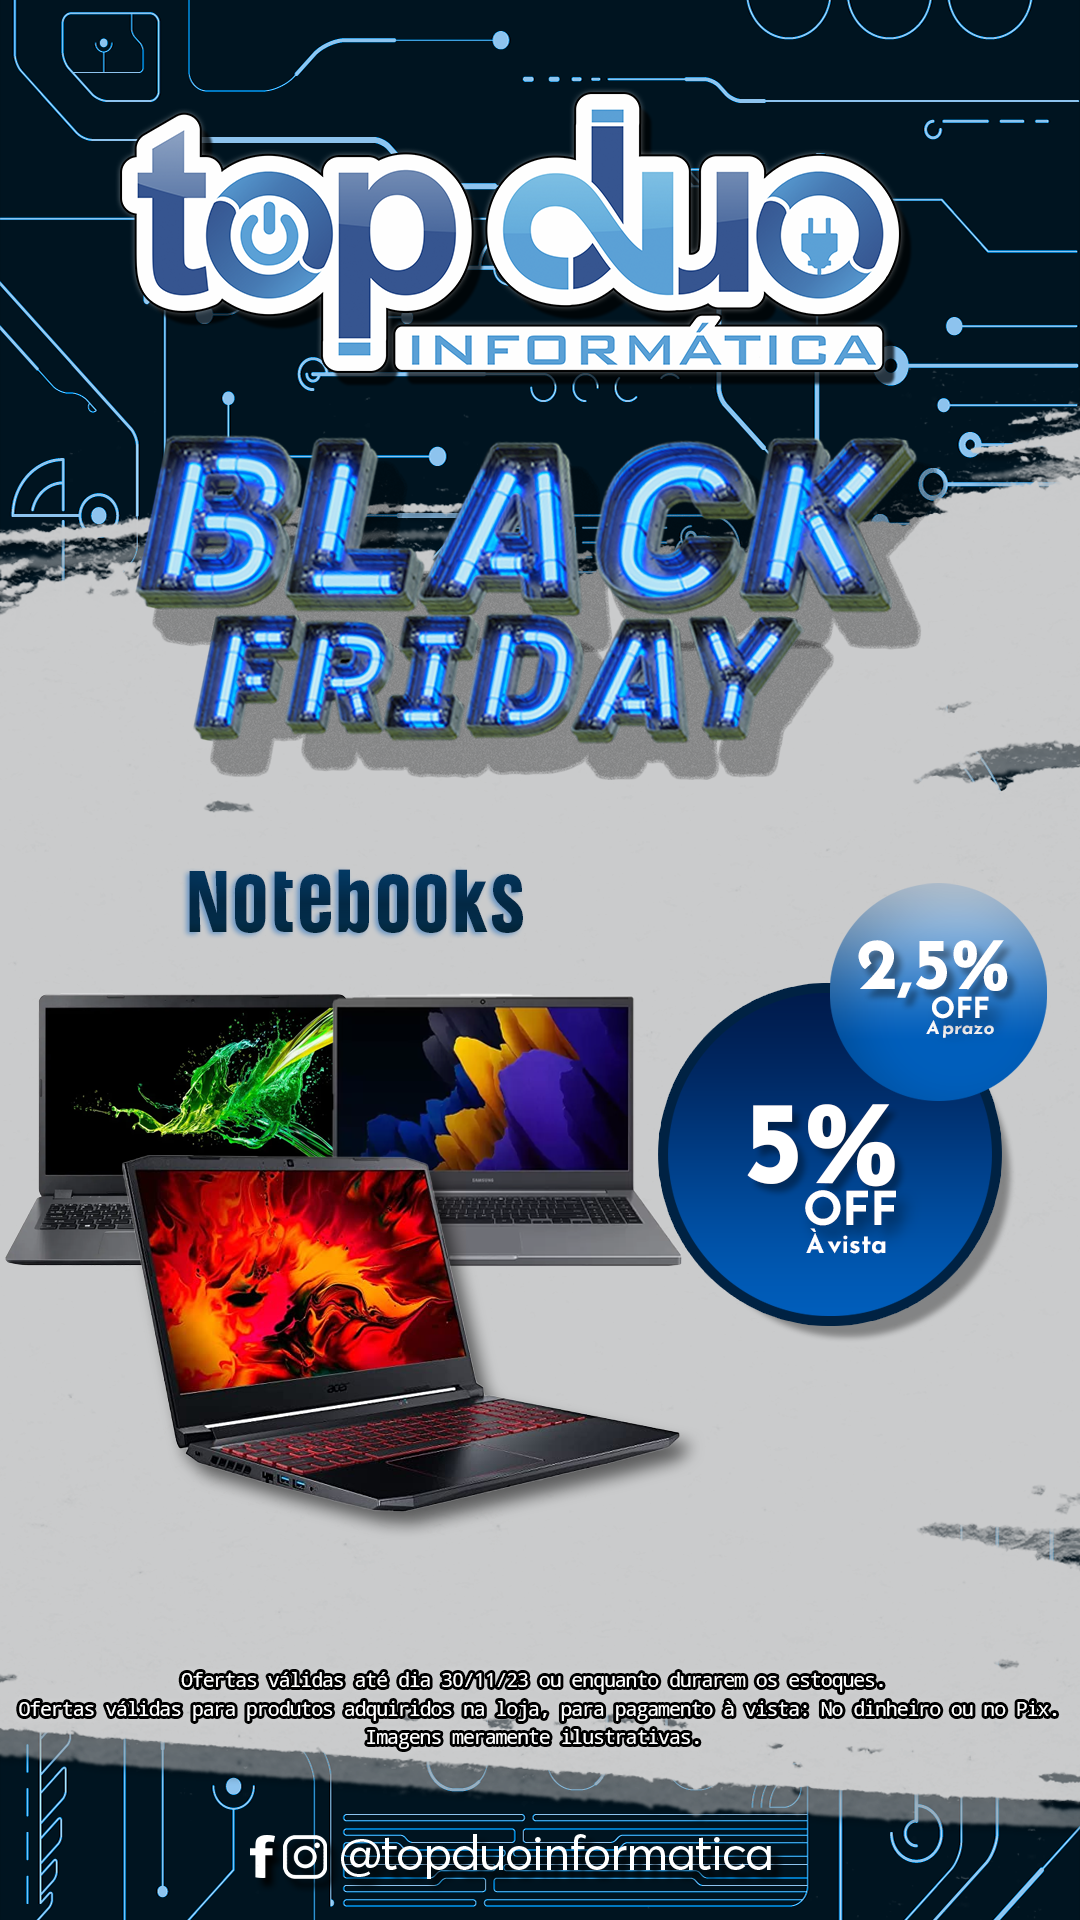 top duo
INFORMÁTICA
BLACK
FRIDAY
Notebooks
2,5%
OFF
A prazo
5%
OFF
À vista
SAMSUNG
acer
Ofertas válidas até dia 30/11/23 ou enquanto durarem os estoques.
Ofertas válidas para produtos adquiridos na loja, para pagamento à vista: No dinheiro ou no Pix.
Imagens meramente ilustrativas.
@topduoinformatica